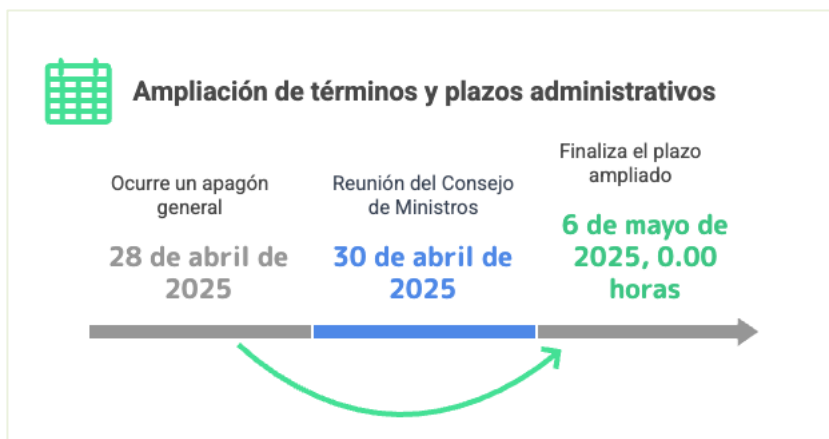 Ampliación de términos y plazos administrativos
Ocurre un apagón
general
28 de abril de
2025
Reunión del Consejo
de Ministros
30 de abril de
2025
Finaliza el plazo
ampliado
6 de mayo de
2025, 0.00
horas